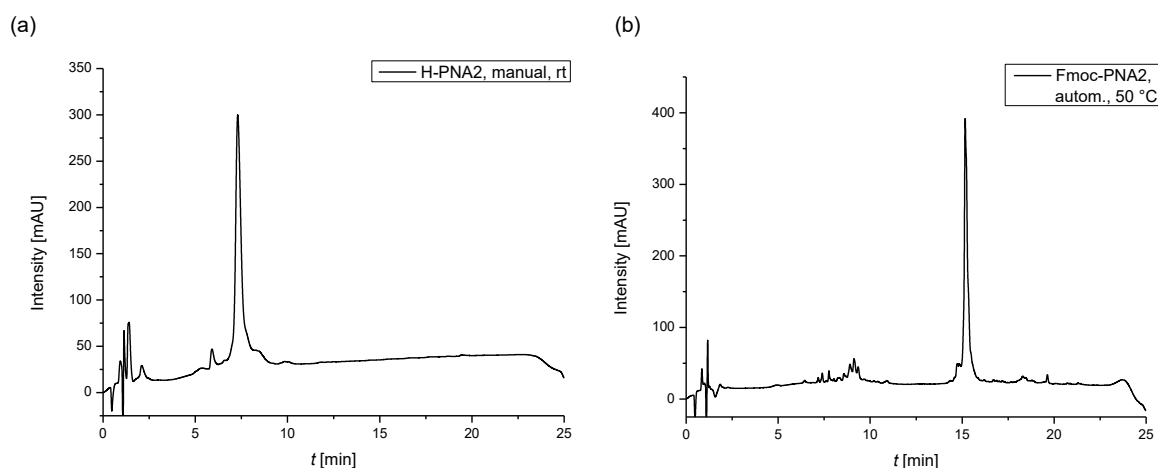 (a)
H-PNA2, manual, rt
350
300
250
200
150
100
50
0
Intensity [mAU]
0 5 10 15 20 25
t [min]
(b)
Fmoc-PNA2,
autom., 50 °C
400
300
200
100
0
Intensity [mAU]
0 5 10 15 20 25
t [min]